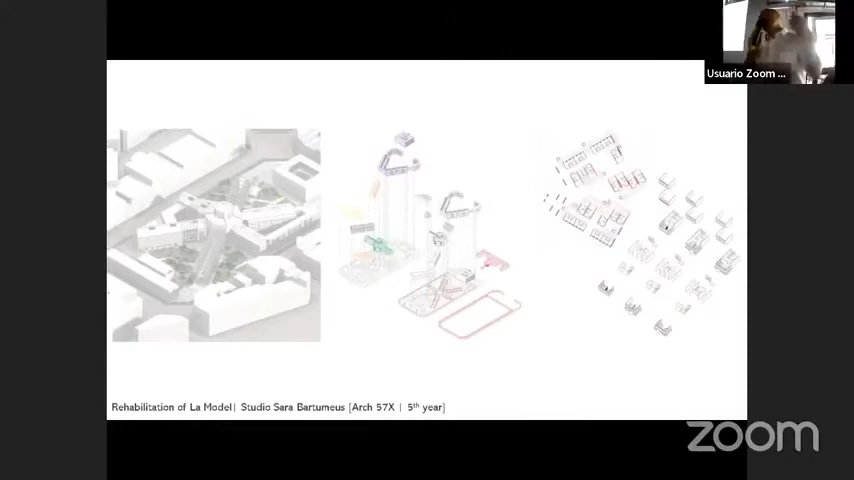 Usuario Zoom ...
Rehabilitation of La Model| Studio Sara Bartumeus [Arch 57X | 5th year]
zoom